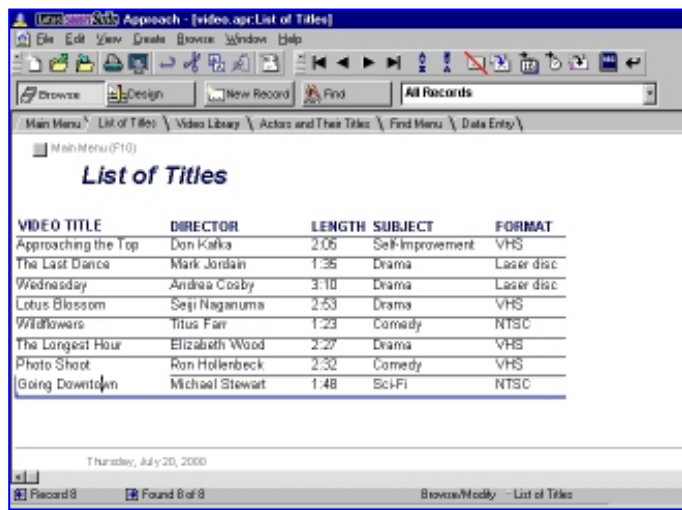 Lotus SmartSuite Approach - [video.apr:List of Titles]
File Edit View Create Browse Window Help
Browse Design New Record Find All Records
Main Menu List of Titles Video Library Actors and Their Titles Find Menu Data Entry
Main Menu (F10)
List of Titles
VIDEO TITLE DIRECTOR LENGTH SUBJECT FORMAT
Approaching the Top Don Kafka 2:05 Self-Improvement VHS
The Last Dance Mark Jordain 1:35 Drama Laser disc
Wednesday Andrea Cosby 3:10 Drama Laser disc
Lotus Blossom Seiji Naganuma 2:53 Drama VHS
Wildflowers Titus Farr 1:23 Comedy NTSC
The Longest Hour Elizabeth Wood 2:27 Drama VHS
Photo Shoot Ron Hollenbeck 2:32 Comedy VHS
Going Downtown Michael Stewart 1:48 Sci-Fi NTSC
Thursday, July 20, 2000
Record 8 Found 8 of 8 Browse/Modify List of Titles